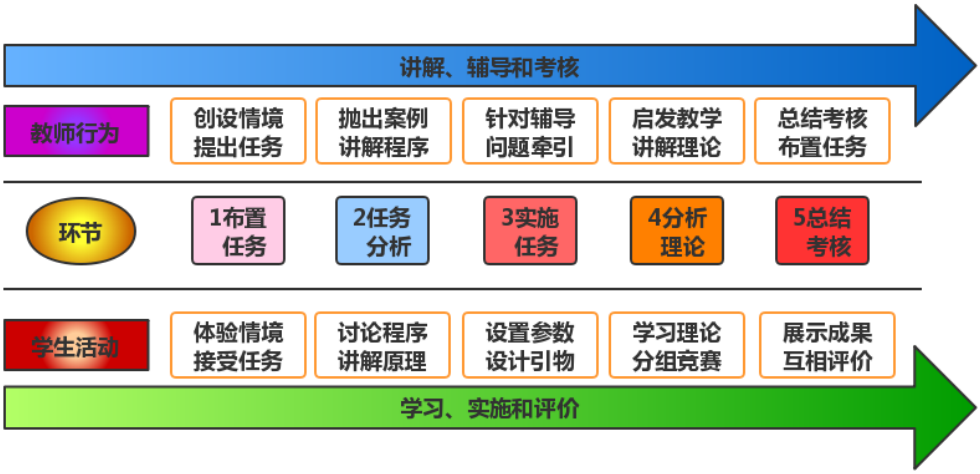 讲解、辅导和考核
教师行为
创设情境
提出任务
抛出案例
讲解程序
针对辅导
问题牵引
启发教学
讲解理论
总结考核
布置任务
环节
1布置
任务
2任务
分析
3实施
任务
4分析
理论
5总结
考核
学生活动
体验情境
接受任务
讨论程序
讲解原理
设置参数
设计引物
学习理论
分组竞赛
展示成果
互相评价
学习、实施和评价